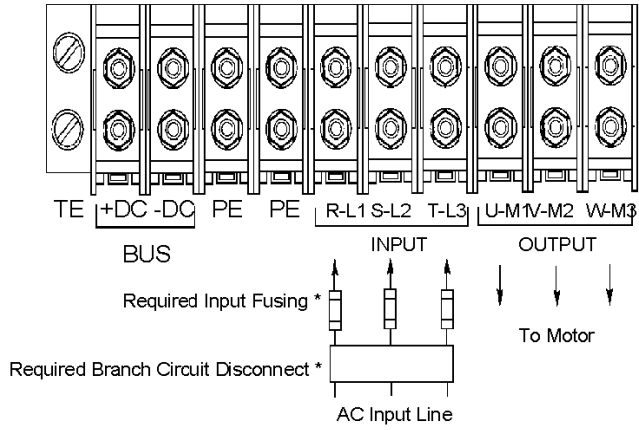 TE +DC -DC PE PE R-L1 S-L2 T-L3 U-M1 V-M2 W-M3
BUS INPUT OUTPUT
Required Input Fusing *
To Motor
Required Branch Circuit Disconnect *
AC Input Line